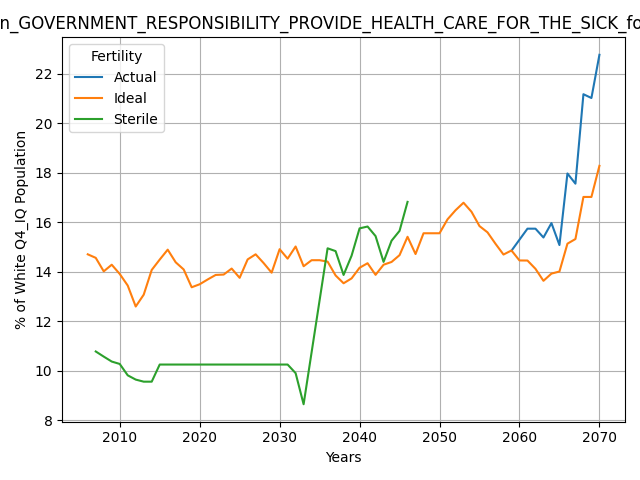 n_GOVERNMENT_RESPONSIBILITY_PROVIDE_HEALTH_CARE_FOR_THE_SICK_fo
Fertility
Actual
Ideal
Sterile
% of White Q4_IQ Population
22
20
18
16
14
12
10
8
2010 2020 2030 2040 2050 2060 2070
Years